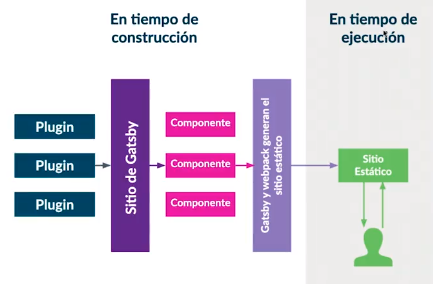 En tiempo de
construcción
En tiempo de
ejecución
Plugin
Plugin
Plugin
Sitio de Gatsby
Componente
Componente
Componente
Gatsby y webpack generan el
sitio estático
Sitio
Estático